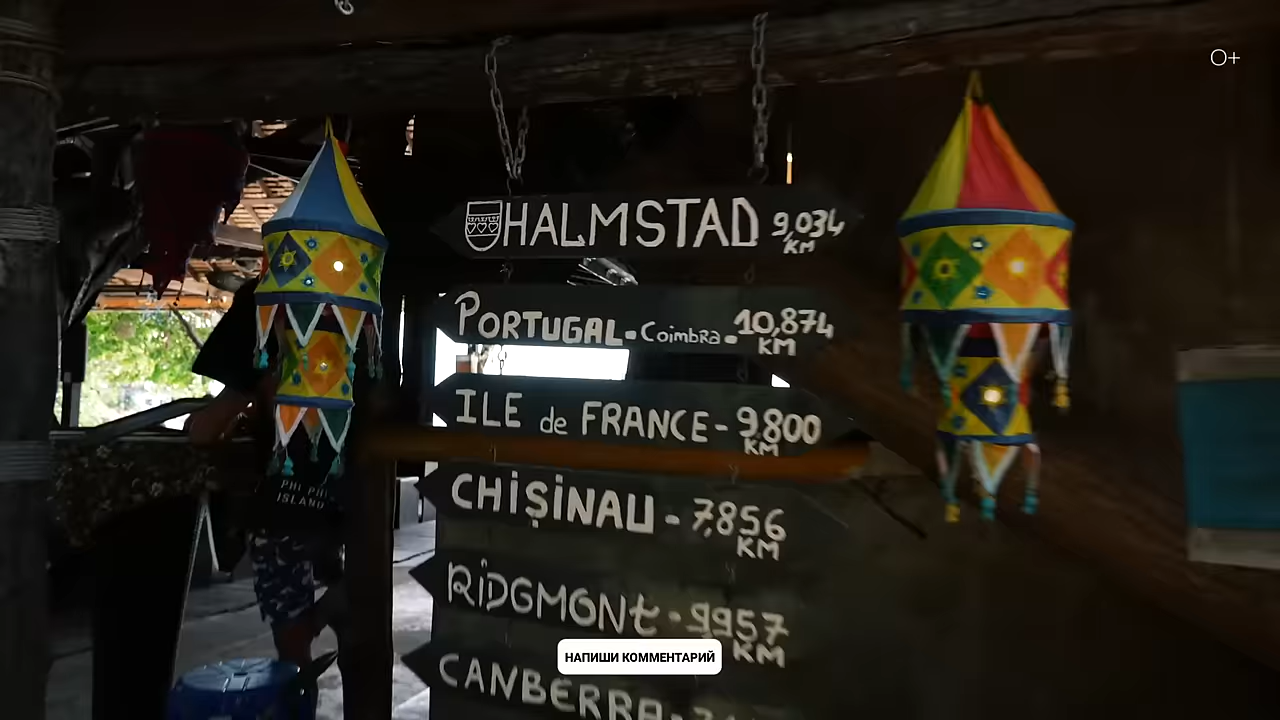 O+
HALMSTAD 9,034 KM
PORTUGAL - Coimbra - 10,874 KM
ILE de FRANCE - 9.800 KM
CHIȘINAU - 7,856 KM
RIDGMONt - 9957 KM
CANBERRA -
PHI PHI
ISLAND
НАПИШИ КОММЕНТАРИЙ